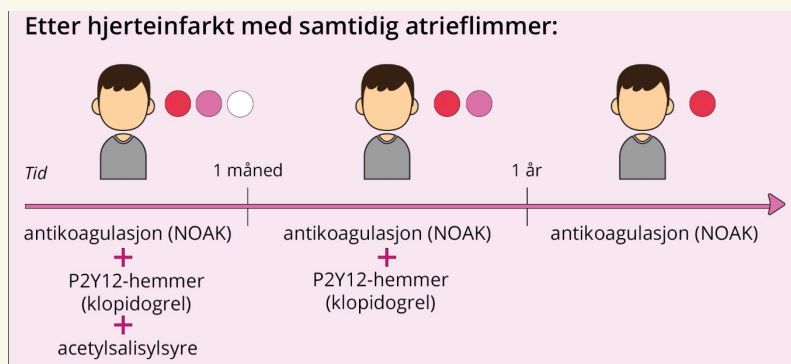 Etter hjerteinfarkt med samtidig atrieflimmer:
Tid
1 måned
1 år
antikoagulasjon (NOAK)
+
P2Y12-hemmer
(klopidogrel)
+
acetylsalisylsyre
antikoagulasjon (NOAK)
+
P2Y12-hemmer
(klopidogrel)
antikoagulasjon (NOAK)